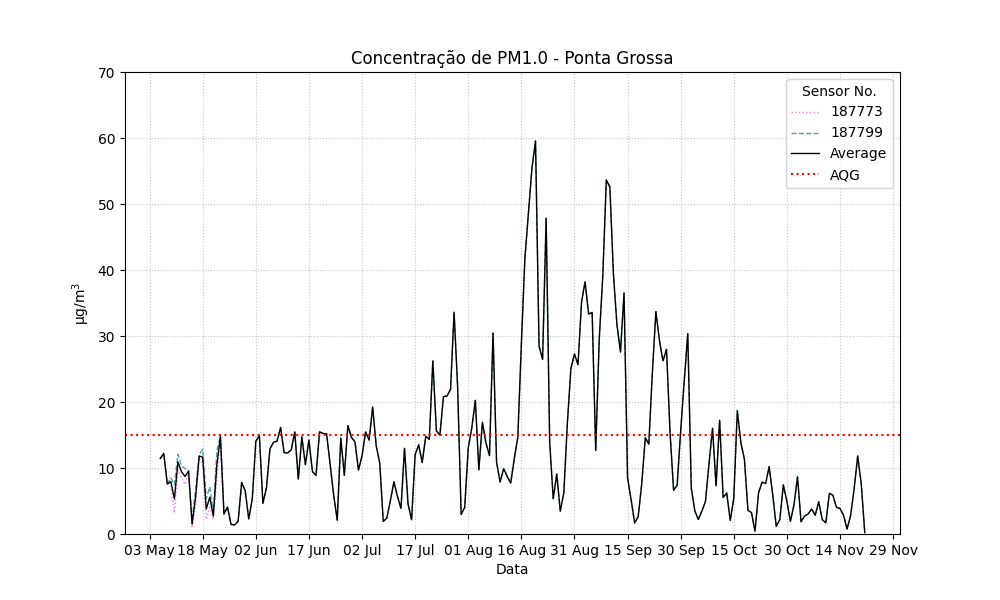 Concentração de PM1.0 - Ponta Grossa
70
60
50
40
30
20
10
0
µg/m³
Sensor No.
187773
187799
Average
AQG
03 May 18 May 02 Jun 17 Jun 02 Jul 17 Jul 01 Aug 16 Aug 31 Aug 15 Sep 30 Sep 15 Oct 30 Oct 14 Nov 29 Nov
Data